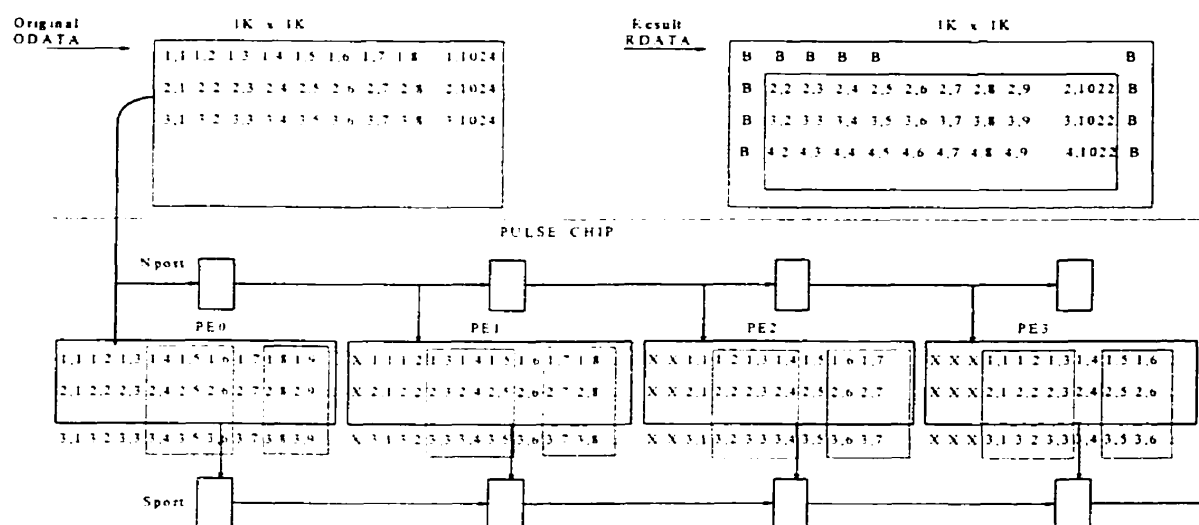 Original
ODATA
1K x 1K
1,1 1,2 1,3 1,4 1,5 1,6 1,7 1,8 1,1024
2,1 2,2 2,3 2,4 2,5 2,6 2,7 2,8 2,1024
3,1 3,2 3,3 3,4 3,5 3,6 3,7 3,8 3,1024
Result
RDATA
1K x 1K
B B B B B B
B 2,2 2,3 2,4 2,5 2,6 2,7 2,8 2,9 2,1022 B
B 3,2 3,3 3,4 3,5 3,6 3,7 3,8 3,9 3,1022 B
B 4,2 4,3 4,4 4,5 4,6 4,7 4,8 4,9 4,1022 B
PULSE CHIP
Nport
PE0
1,1 1,2 1,3 1,4 1,5 1,6 1,7 1,8 1,9
2,1 2,2 2,3 2,4 2,5 2,6 2,7 2,8 2,9
3,1 3,2 3,3 3,4 3,5 3,6 3,7 3,8 3,9
PE1
X 1,1 1,2 1,3 1,4 1,5 1,6 1,7 1,8
X 2,1 2,2 2,3 2,4 2,5 2,6 2,7 2,8
X 3,1 3,2 3,3 3,4 3,5 3,6 3,7 3,8
PE2
X X 1,1 1,2 1,3 1,4 1,5 1,6 1,7
X X 2,1 2,2 2,3 2,4 2,5 2,6 2,7
X X 3,1 3,2 3,3 3,4 3,5 3,6 3,7
PE3
X X X 1,1 1,2 1,3 1,4 1,5 1,6
X X X 2,1 2,2 2,3 2,4 2,5 2,6
X X X 3,1 3,2 3,3 3,4 3,5 3,6
Sport